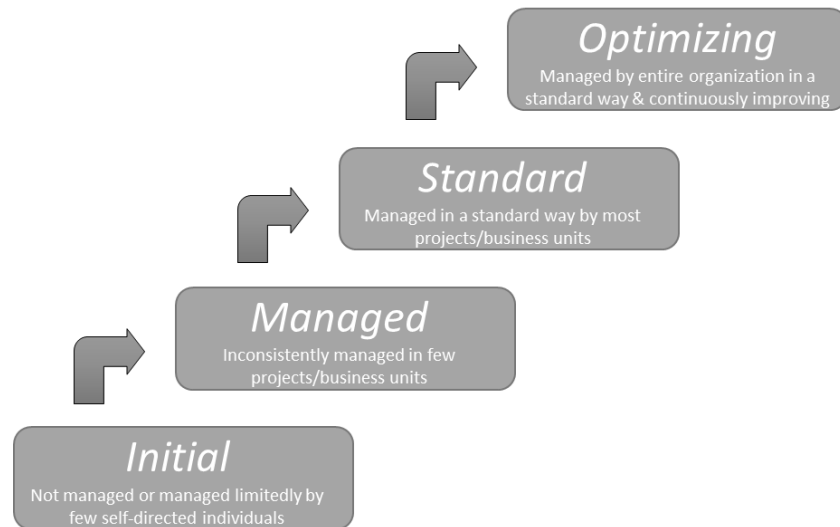 Optimizing
Managed by entire organization in a
standard way & continuously improving
Standard
Managed in a standard way by most
projects/business units
Managed
Inconsistently managed in few
projects/business units
Initial
Not managed or managed limitedly by
few self-directed individuals